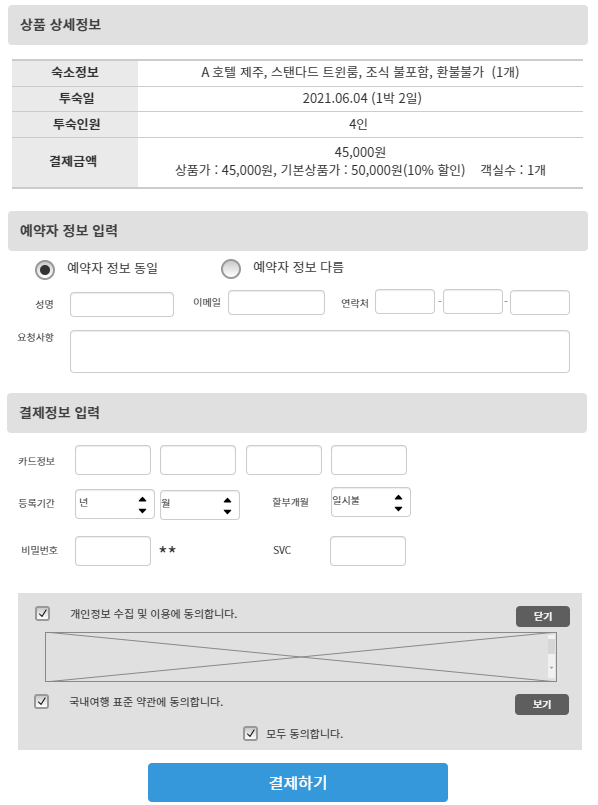 상품 상세정보
숙소정보 A 호텔 제주, 스탠다드 트윈룸, 조식 불포함, 환불불가 (1개)
투숙일 2021.06.04 (1박 2일)
투숙인원 4인
결제금액 45,000원
상품가 : 45,000원, 기본상품가 : 50,000원(10% 할인) 객실수 : 1개
예약자 정보 입력
예약자 정보 동일 예약자 정보 다름
성명 이메일 연락처 - -
요청사항
결제정보 입력
카드정보
등록기간 년 월 할부개월 일시불
비밀번호 ** SVC
개인정보 수집 및 이용에 동의합니다. 닫기
국내여행 표준 약관에 동의합니다. 보기
모두 동의합니다.
결제하기